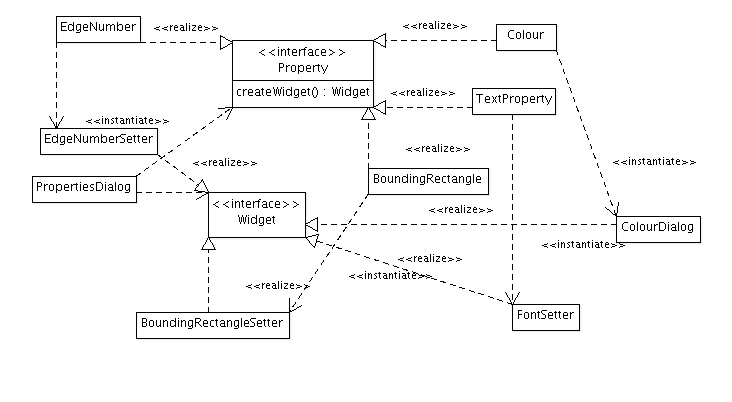 EdgeNumber
<<realize>>
<<realize>>
Colour
<<interface>>
Property
createWidget() : Widget
<<realize>>
TextProperty
<<instantiate>>
EdgeNumberSetter
<<realize>>
<<realize>>
<<instantiate>>
PropertiesDialog
BoundingRectangle
<<interface>>
Widget
<<realize>>
ColourDialog
<<instantiate>>
<<realize>>
<<instantiate>>
<<realize>>
BoundingRectangleSetter
FontSetter